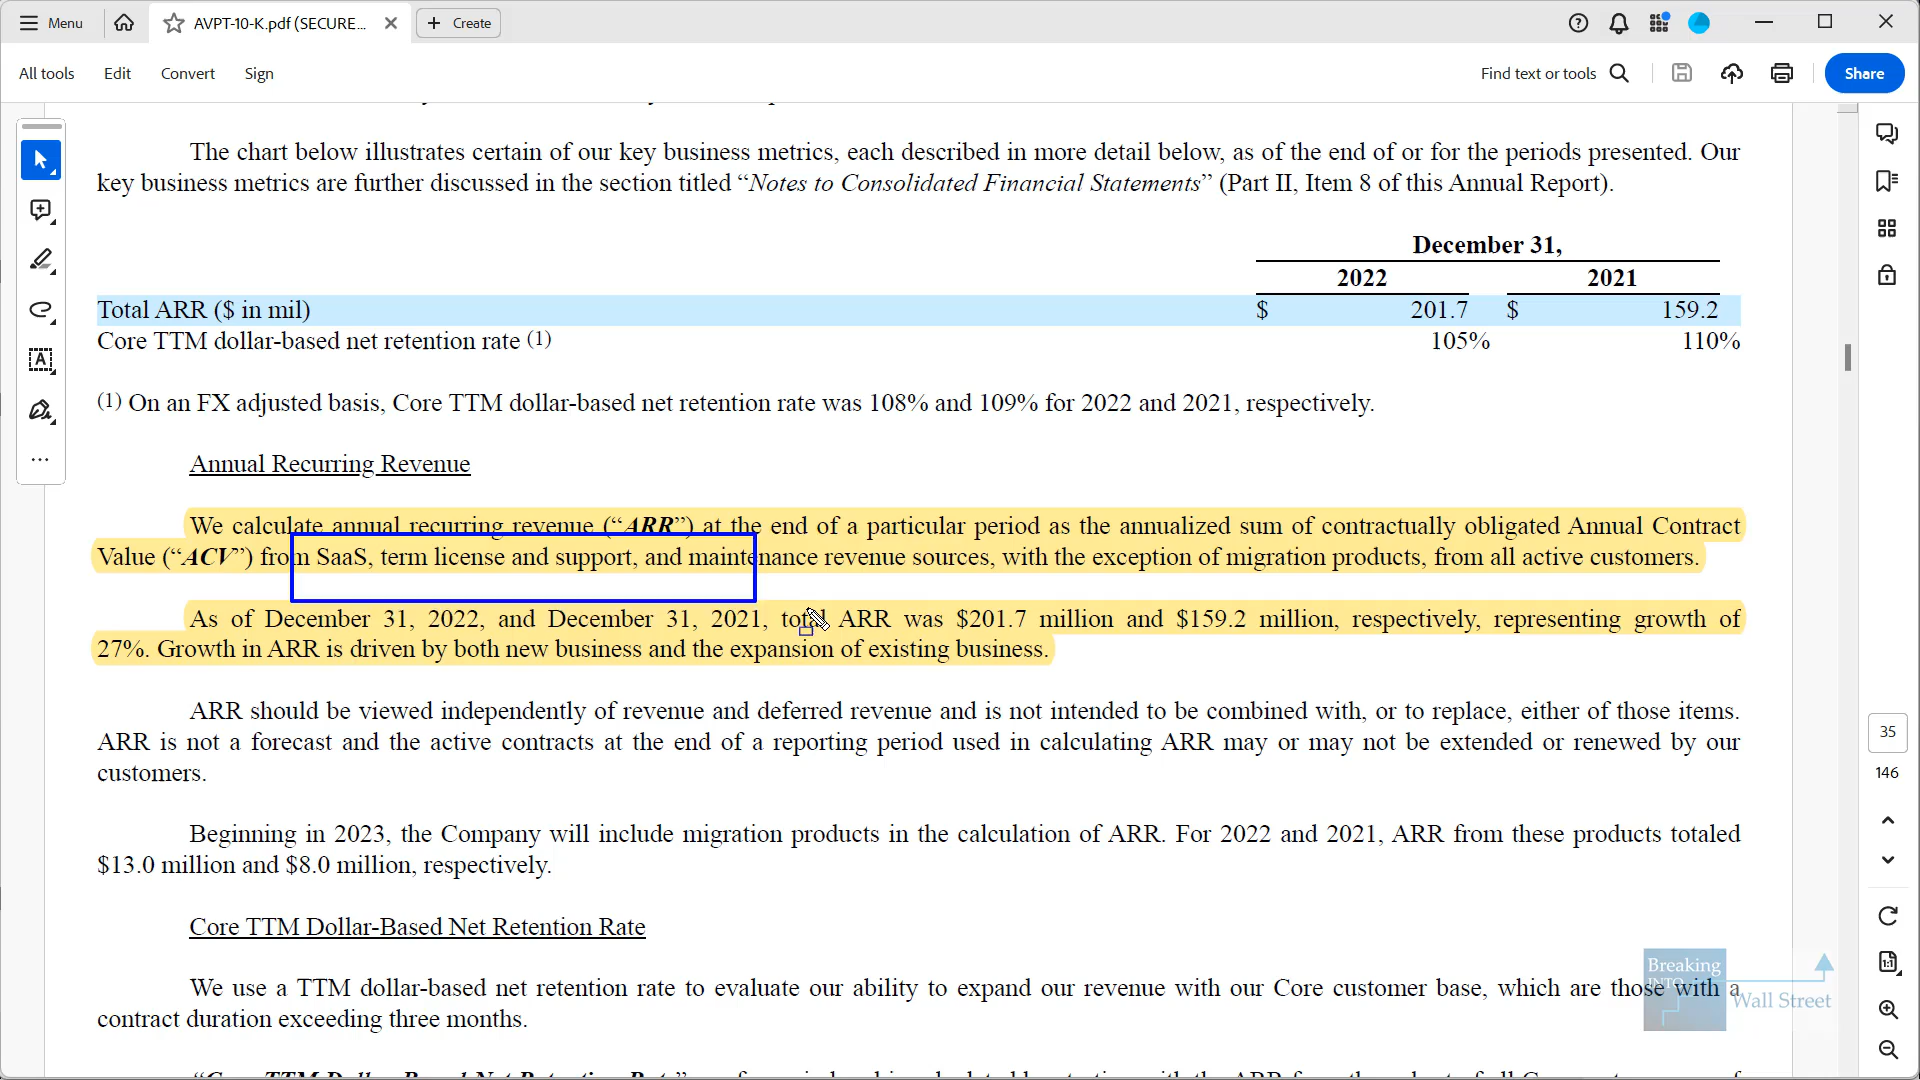 Menu
AVPT-10-K.pdf (SECURE...
Create
All tools
Edit
Convert
Sign
Find text or tools
Share
The chart below illustrates certain of our key business metrics, each described in more detail below, as of the end of or for the periods presented. Our
key business metrics are further discussed in the section titled “Notes to Consolidated Financial Statements” (Part II, Item 8 of this Annual Report).
December 31,
2022 2021
Total ARR ($ in mil) $ 201.7 $ 159.2
Core TTM dollar-based net retention rate (1) 105% 110%
(1) On an FX adjusted basis, Core TTM dollar-based net retention rate was 108% and 109% for 2022 and 2021, respectively.
Annual Recurring Revenue
We calculate annual recurring revenue (“ARR”) at the end of a particular period as the annualized sum of contractually obligated Annual Contract
Value (“ACV”) from SaaS, term license and support, and maintenance revenue sources, with the exception of migration products, from all active customers.
As of December 31, 2022, and December 31, 2021, total ARR was $201.7 million and $159.2 million, respectively, representing growth of
27%. Growth in ARR is driven by both new business and the expansion of existing business.
ARR should be viewed independently of revenue and deferred revenue and is not intended to be combined with, or to replace, either of those items.
ARR is not a forecast and the active contracts at the end of a reporting period used in calculating ARR may or may not be extended or renewed by our
customers.
Beginning in 2023, the Company will include migration products in the calculation of ARR. For 2022 and 2021, ARR from these products totaled
$13.0 million and $8.0 million, respectively.
Core TTM Dollar-Based Net Retention Rate
We use a TTM dollar-based net retention rate to evaluate our ability to expand our revenue with our Core customer base, which are those with a
contract duration exceeding three months.
35
146
Breaking
INTO
Wall Street